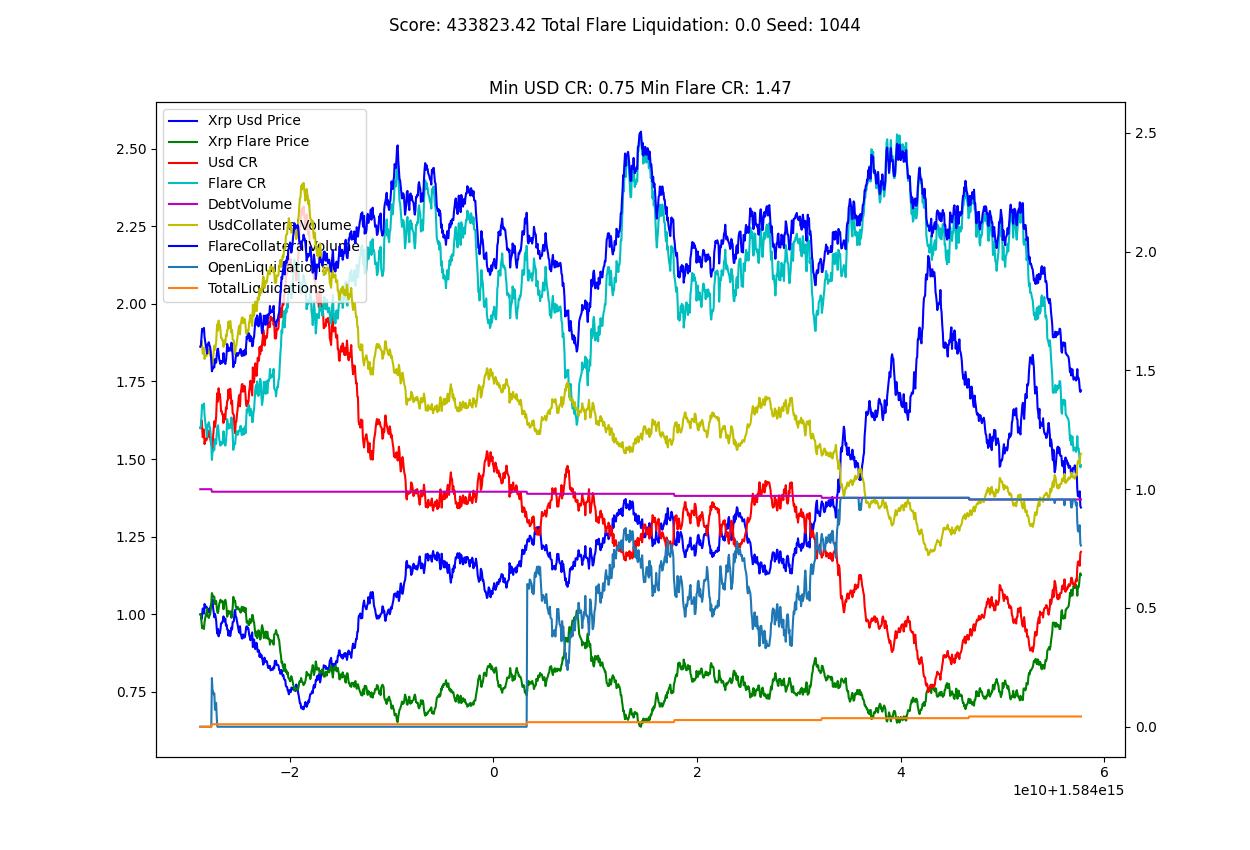 Score: 433823.42 Total Flare Liquidation: 0.0 Seed: 1044
Min USD CR: 0.75 Min Flare CR: 1.47
Xrp Usd Price
Xrp Flare Price
Usd CR
Flare CR
DebtVolume
UsdCollateralVolume
FlareCollateralVolume
OpenLiquidations
TotalLiquidations
2.50
2.25
2.00
1.75
1.50
1.25
1.00
0.75
2.5
2.0
1.5
1.0
0.5
0.0
−2 0 2 4 6
1e10+1.584e15